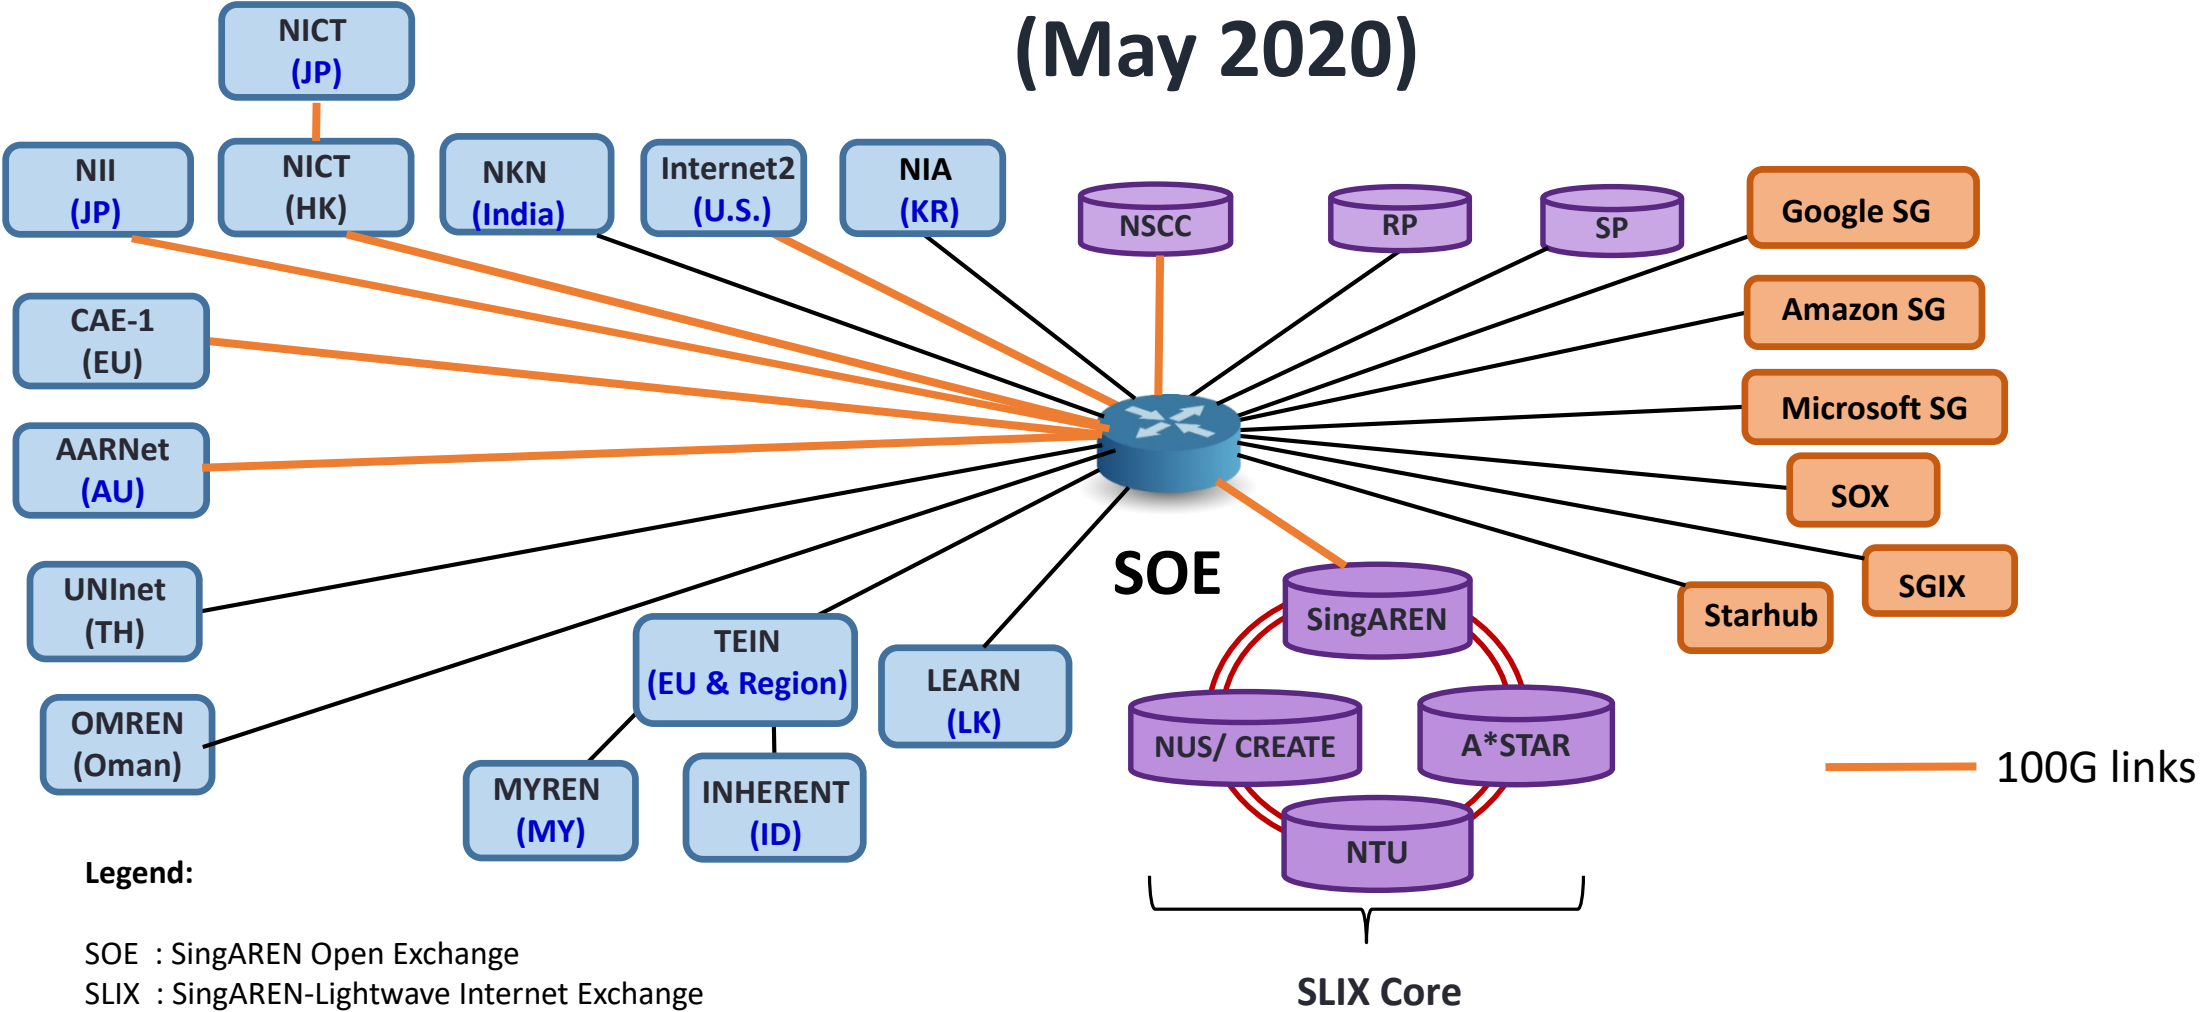 (May 2020)
NICT
(JP)
NII
(JP)
NICT
(HK)
NKN
(India)
Internet2
(U.S.)
NIA
(KR)
NSCC
RP
SP
Google SG
Amazon SG
Microsoft SG
SOX
SGIX
Starhub
CAE-1
(EU)
AARNet
(AU)
UNInet
(TH)
OMREN
(Oman)
TEIN
(EU & Region)
MYREN
(MY)
INHERENT
(ID)
LEARN
(LK)
SOE
SingAREN
NUS/ CREATE
A*STAR
NTU
SLIX Core
100G links
Legend:
SOE : SingAREN Open Exchange
SLIX : SingAREN-Lightwave Internet Exchange